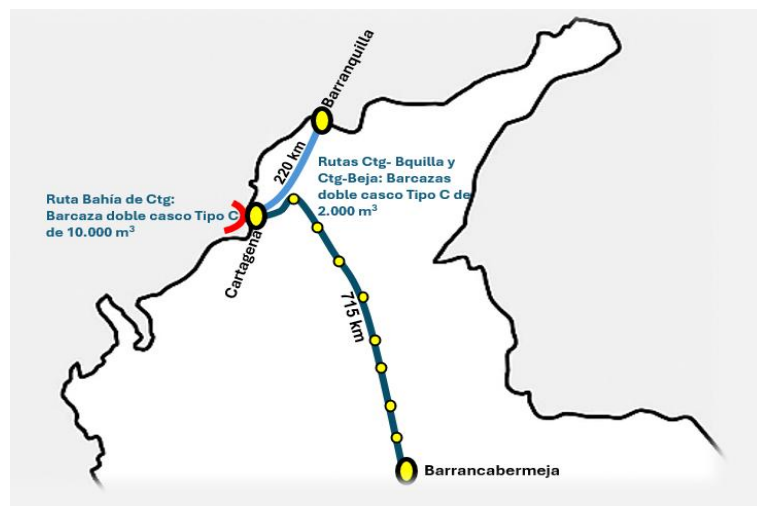 Barranquilla
220 km
Rutas Ctg- Bquilla y
Ctg-Beja: Barcazas
doble casco Tipo C de
2.000 m³
Ruta Bahía de Ctg:
Barcaza doble casco Tipo C
de 10.000 m³
Cartagena
715 km
Barrancabermeja